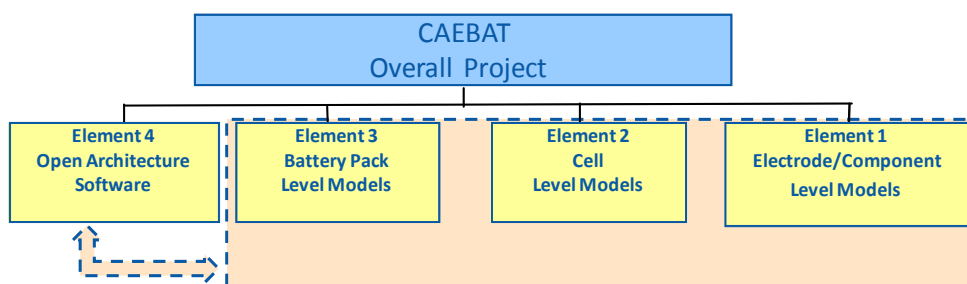 CAEBAT
Overall Project
Element 4
Open Architecture
Software
Element 3
Battery Pack
Level Models
Element 2
Cell
Level Models
Element 1
Electrode/Component
Level Models